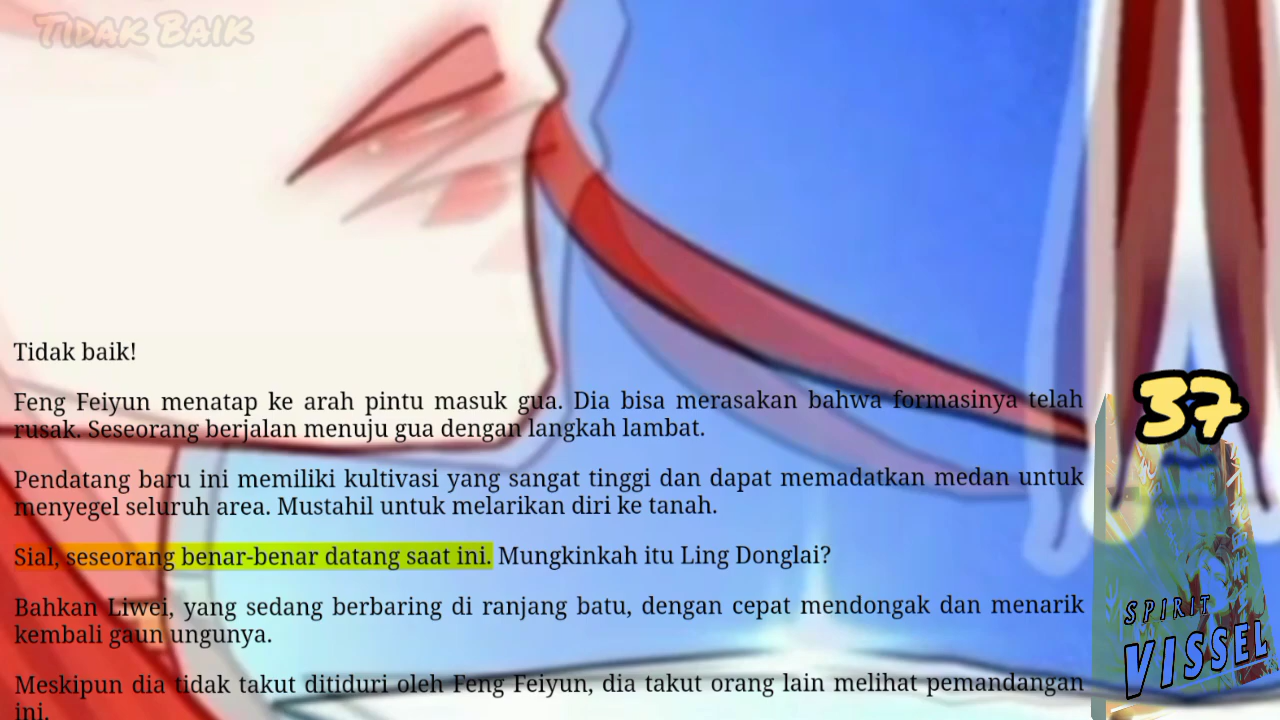 TIDAK BAIK
Tidak baik!
Feng Feiyun menatap ke arah pintu masuk gua. Dia bisa merasakan bahwa formasinya telah
rusak. Seseorang berjalan menuju gua dengan langkah lambat.
Pendatang baru ini memiliki kultivasi yang sangat tinggi dan dapat memadatkan medan untuk
menyegel seluruh area. Mustahil untuk melarikan diri ke tanah.
Sial, seseorang benar-benar datang saat ini. Mungkinkah itu Ling Donglai?
Bahkan Liwei, yang sedang berbaring di ranjang batu, dengan cepat mendongak dan menarik
kembali gaun ungunya.
Meskipun dia tidak takut ditiduri oleh Feng Feiyun, dia takut orang lain melihat pemandangan
ini.
37
SPIRIT
VISSEL